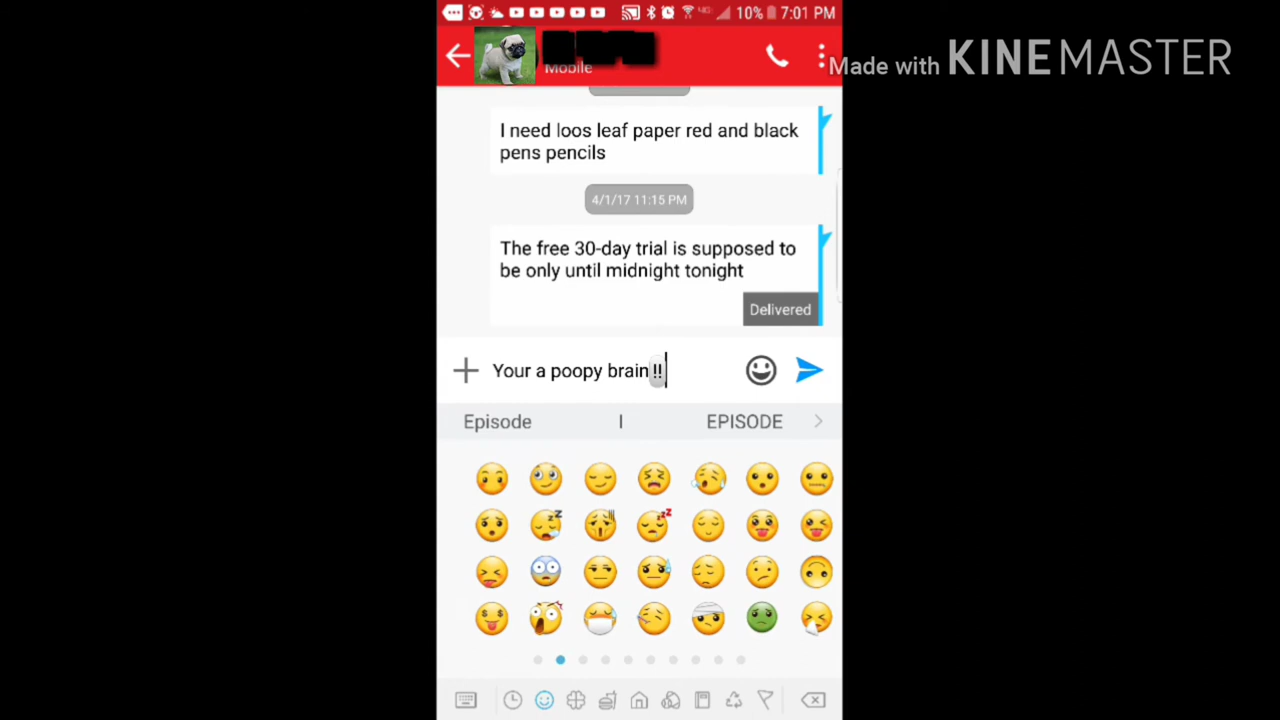 10% 7:01 PM
Made with KINEMASTER
Mobile
I need loos leaf paper red and black
pens pencils
4/1/17 11:15 PM
The free 30-day trial is supposed to
be only until midnight tonight
Delivered
Your a poopy brain‼
Episode I EPISODE